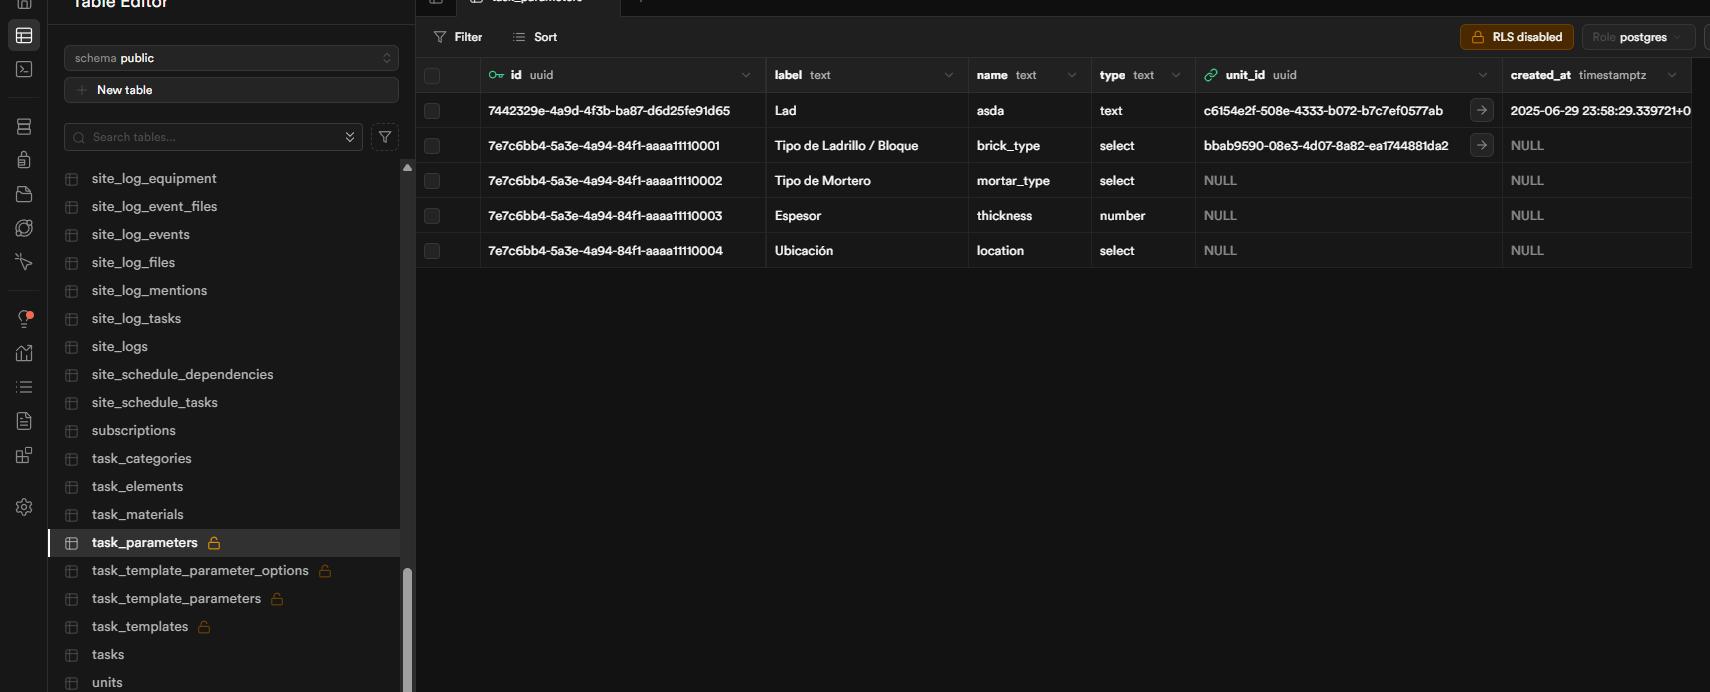 Table Editor
schema public
New table
Search tables...
site_log_equipment
site_log_event_files
site_log_events
site_log_files
site_log_mentions
site_log_tasks
site_logs
site_schedule_dependencies
site_schedule_tasks
subscriptions
task_categories
task_elements
task_materials
task_parameters
task_template_parameter_options
task_template_parameters
task_templates
tasks
units
task_parameters
Filter Sort RLS disabled Role postgres
id uuid label text name text type text unit_id uuid created_at timestamptz
7442329e-4a9d-4f3b-ba87-d6d25fe91d65 Lad asda text c6154e2f-508e-4333-b072-b7c7ef0577ab 2025-06-29 23:58:29.339721+0
7e7c6bb4-5a3e-4a94-84f1-aaaa11110001 Tipo de Ladrillo / Bloque brick_type select bbab9590-08e3-4d07-8a82-ea1744881da2 NULL
7e7c6bb4-5a3e-4a94-84f1-aaaa11110002 Tipo de Mortero mortar_type select NULL NULL
7e7c6bb4-5a3e-4a94-84f1-aaaa11110003 Espesor thickness number NULL NULL
7e7c6bb4-5a3e-4a94-84f1-aaaa11110004 Ubicación location select NULL NULL